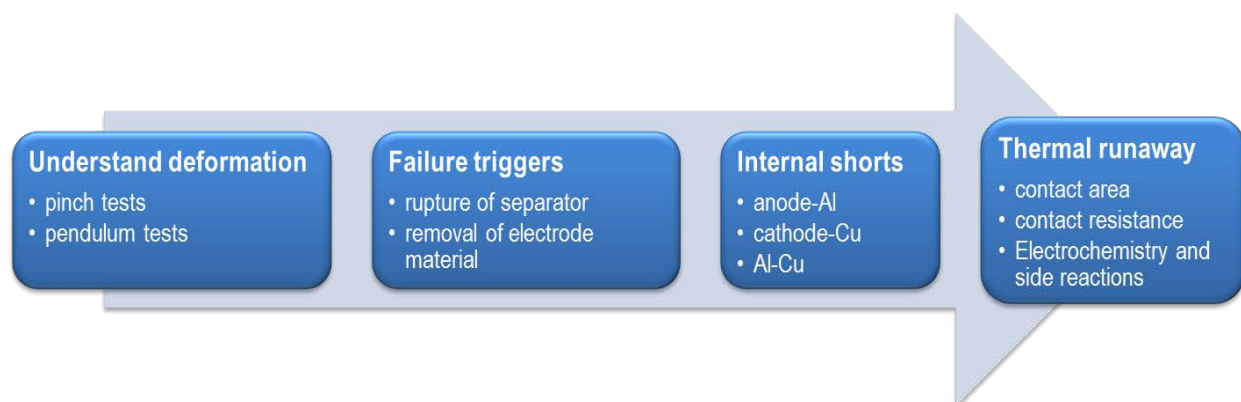 Understand deformation
• pinch tests
• pendulum tests
Failure triggers
• rupture of separator
• removal of electrode
material
Internal shorts
• anode-Al
• cathode-Cu
• Al-Cu
Thermal runaway
• contact area
• contact resistance
• Electrochemistry and
side reactions